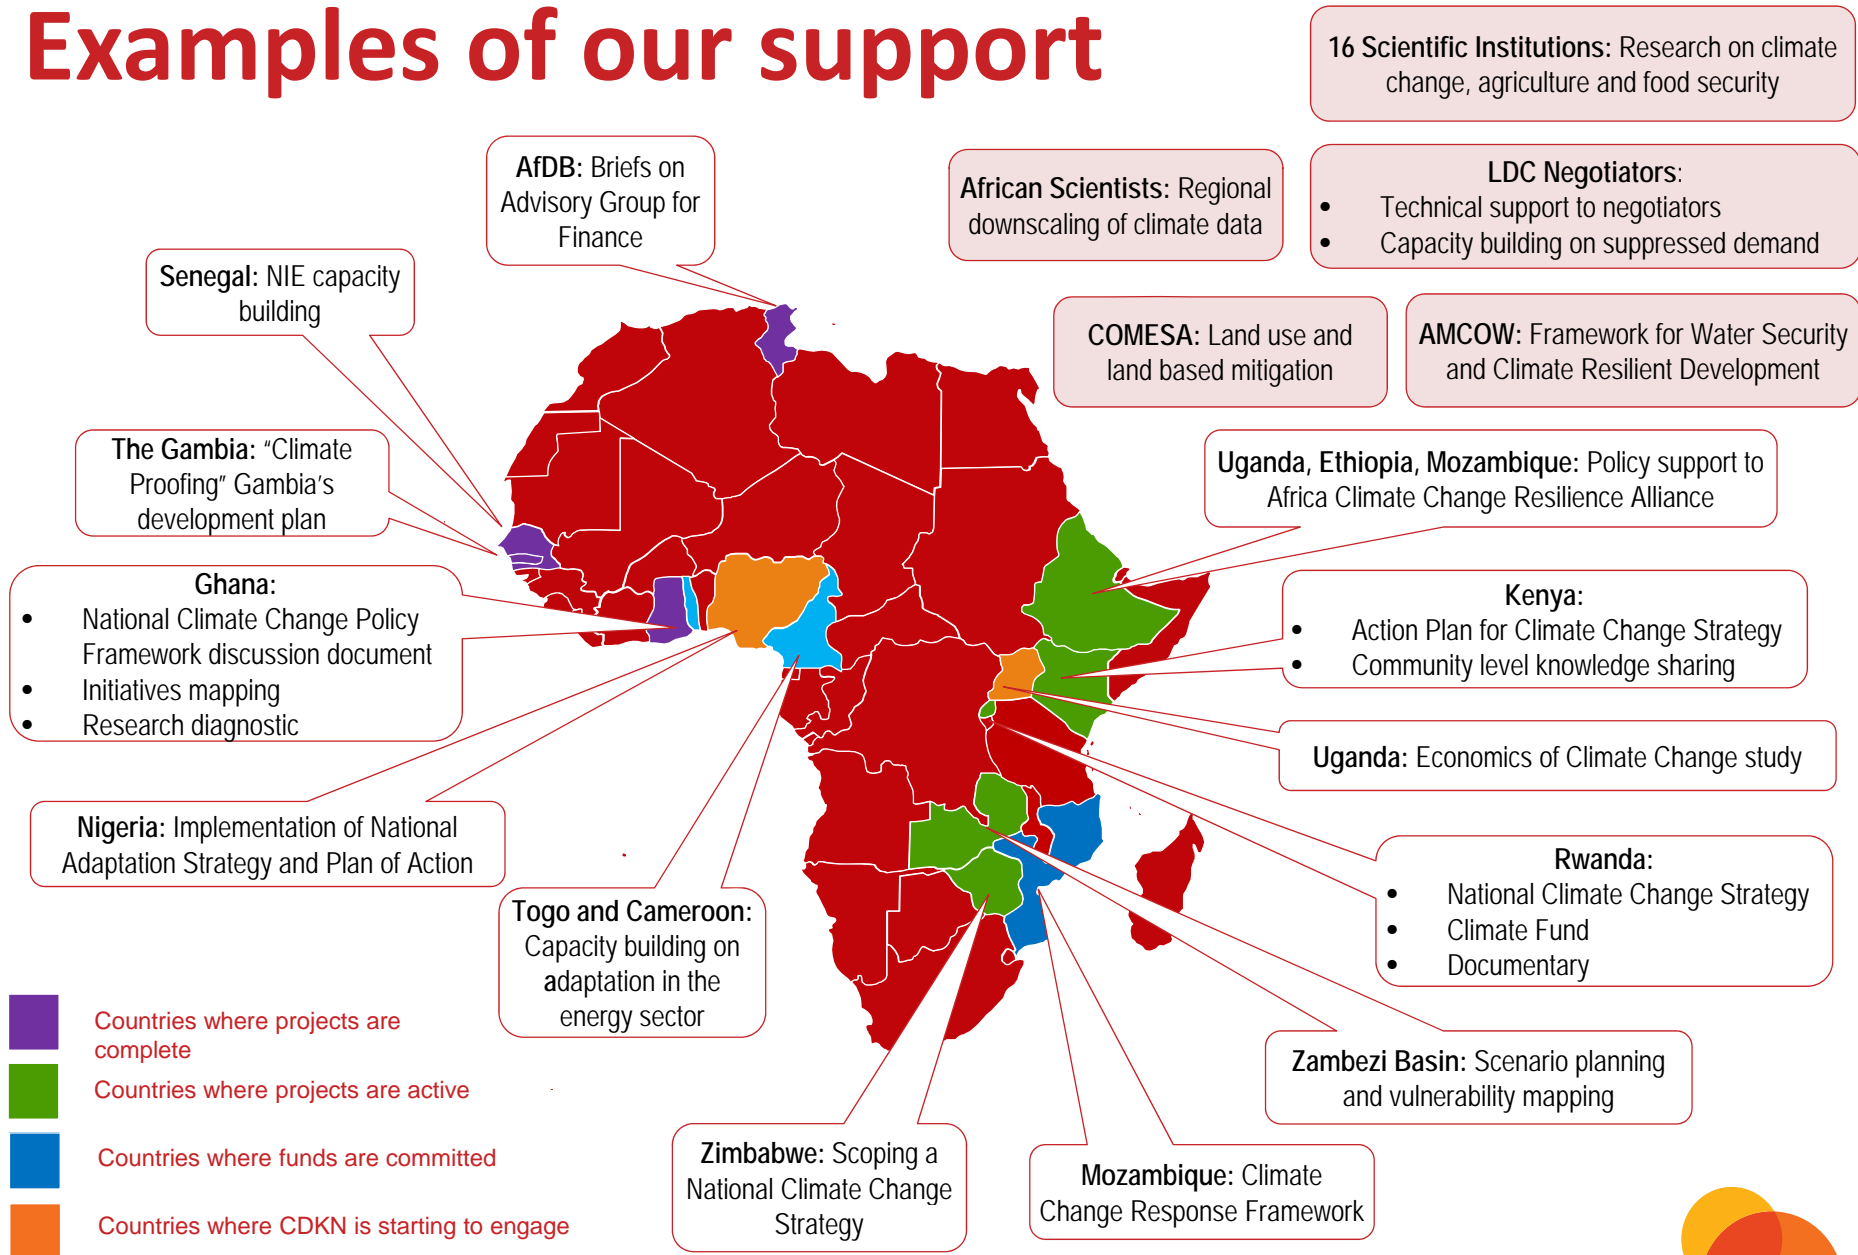 Examples of our support
16 Scientific Institutions: Research on climate
change, agriculture and food security
AfDB: Briefs on
Advisory Group for
Finance
African Scientists: Regional
downscaling of climate data
LDC Negotiators:
• Technical support to negotiators
• Capacity building on suppressed demand
Senegal: NIE capacity
building
COMESA: Land use and
land based mitigation
AMCOW: Framework for Water Security
and Climate Resilient Development
The Gambia: “Climate
Proofing” Gambia’s
development plan
Uganda, Ethiopia, Mozambique: Policy support to
Africa Climate Change Resilience Alliance
Ghana:
• National Climate Change Policy
Framework discussion document
• Initiatives mapping
• Research diagnostic
Kenya:
• Action Plan for Climate Change Strategy
• Community level knowledge sharing
Uganda: Economics of Climate Change study
Nigeria: Implementation of National
Adaptation Strategy and Plan of Action
Rwanda:
• National Climate Change Strategy
• Climate Fund
• Documentary
Togo and Cameroon:
Capacity building on
adaptation in the
energy sector
Zambezi Basin: Scenario planning
and vulnerability mapping
Zimbabwe: Scoping a
National Climate Change
Strategy
Mozambique: Climate
Change Response Framework
Countries where projects are
complete
Countries where projects are active
Countries where funds are committed
Countries where CDKN is starting to engage